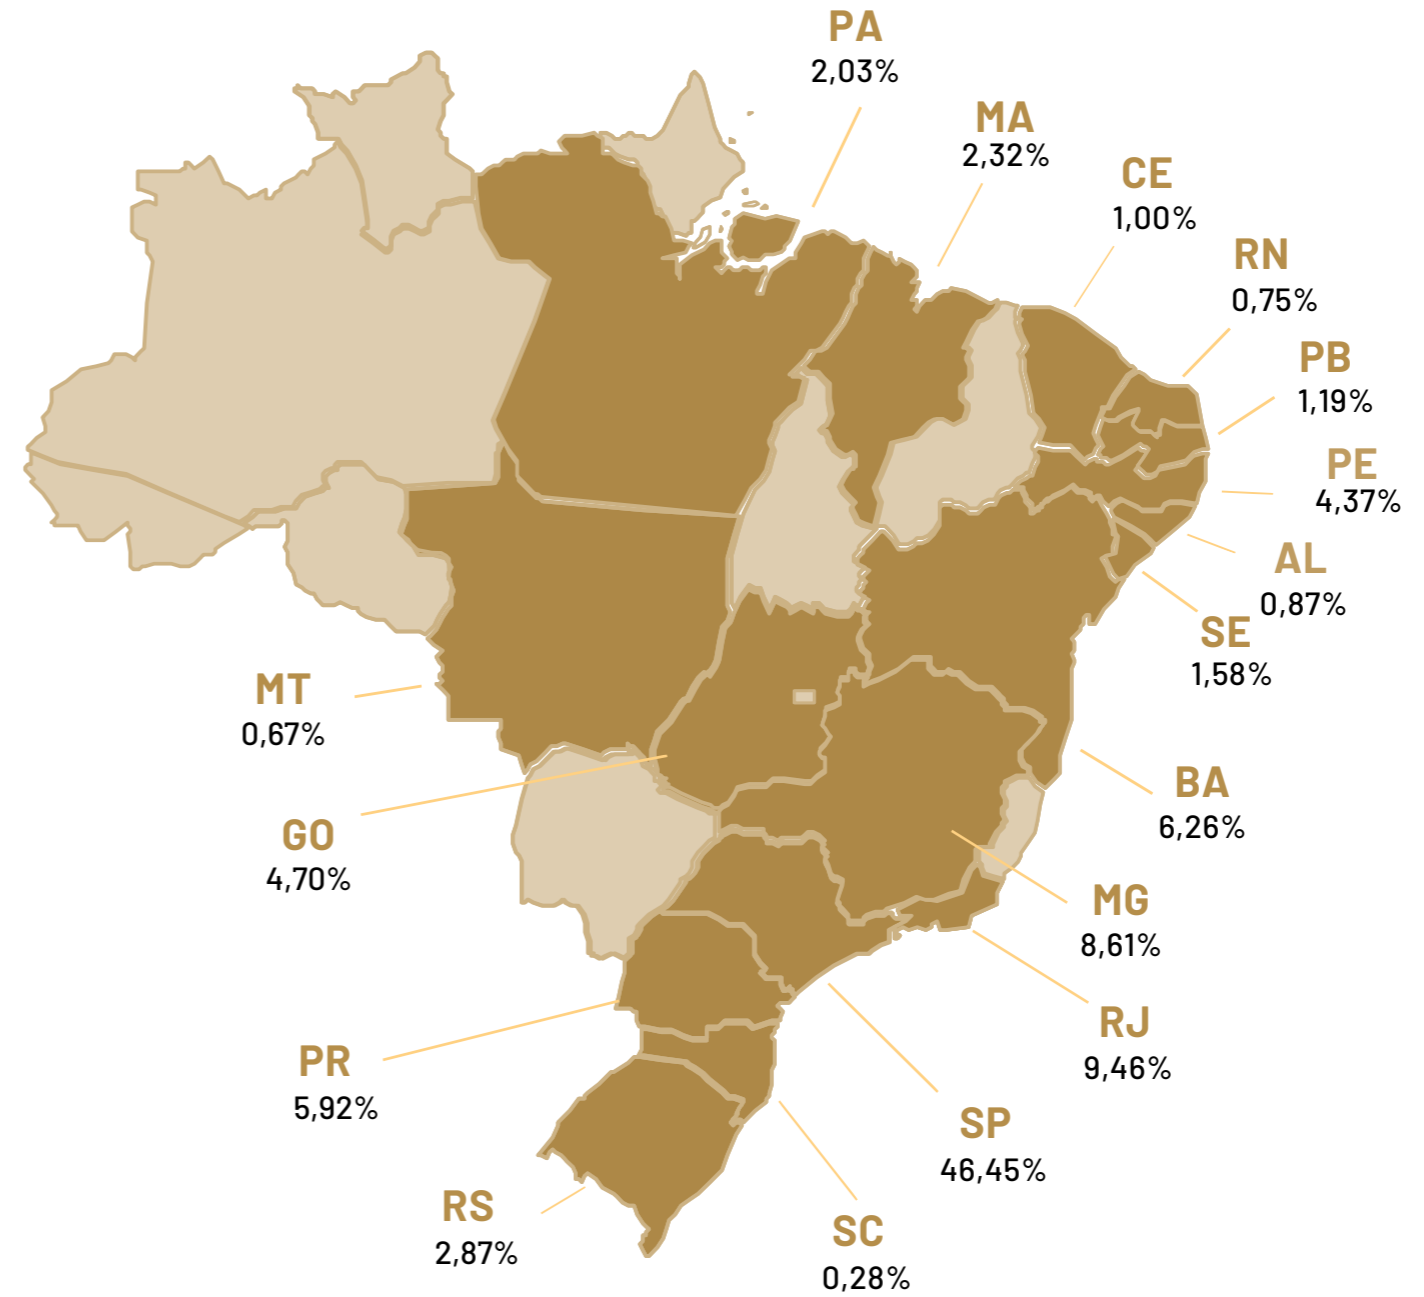 PA
2,03%
MA
2,32%
CE
1,00%
RN
0,75%
PB
1,19%
PE
4,37%
AL
0,87%
SE
1,58%
MT
0,67%
BA
6,26%
GO
4,70%
MG
8,61%
RJ
9,46%
PR
5,92%
SP
46,45%
RS
2,87%
SC
0,28%